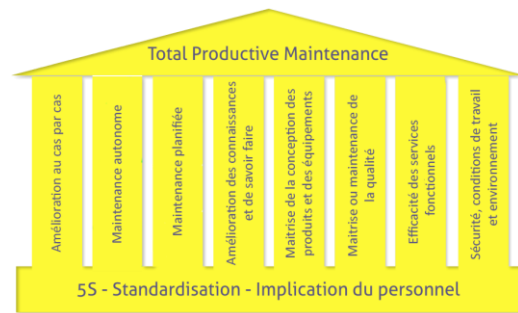 Total Productive Maintenance
Amélioration au cas par cas
Maintenance autonome
Maintenance planifiée
Amélioration des connaissances
et de savoir faire
Maitrise de la conception des
produits et des équipements
Maitrise ou maintenance de
la qualité
Efficacité des services
fonctionnels
Sécurité, conditions de travail
et environnement
5S - Standardisation - Implication du personnel